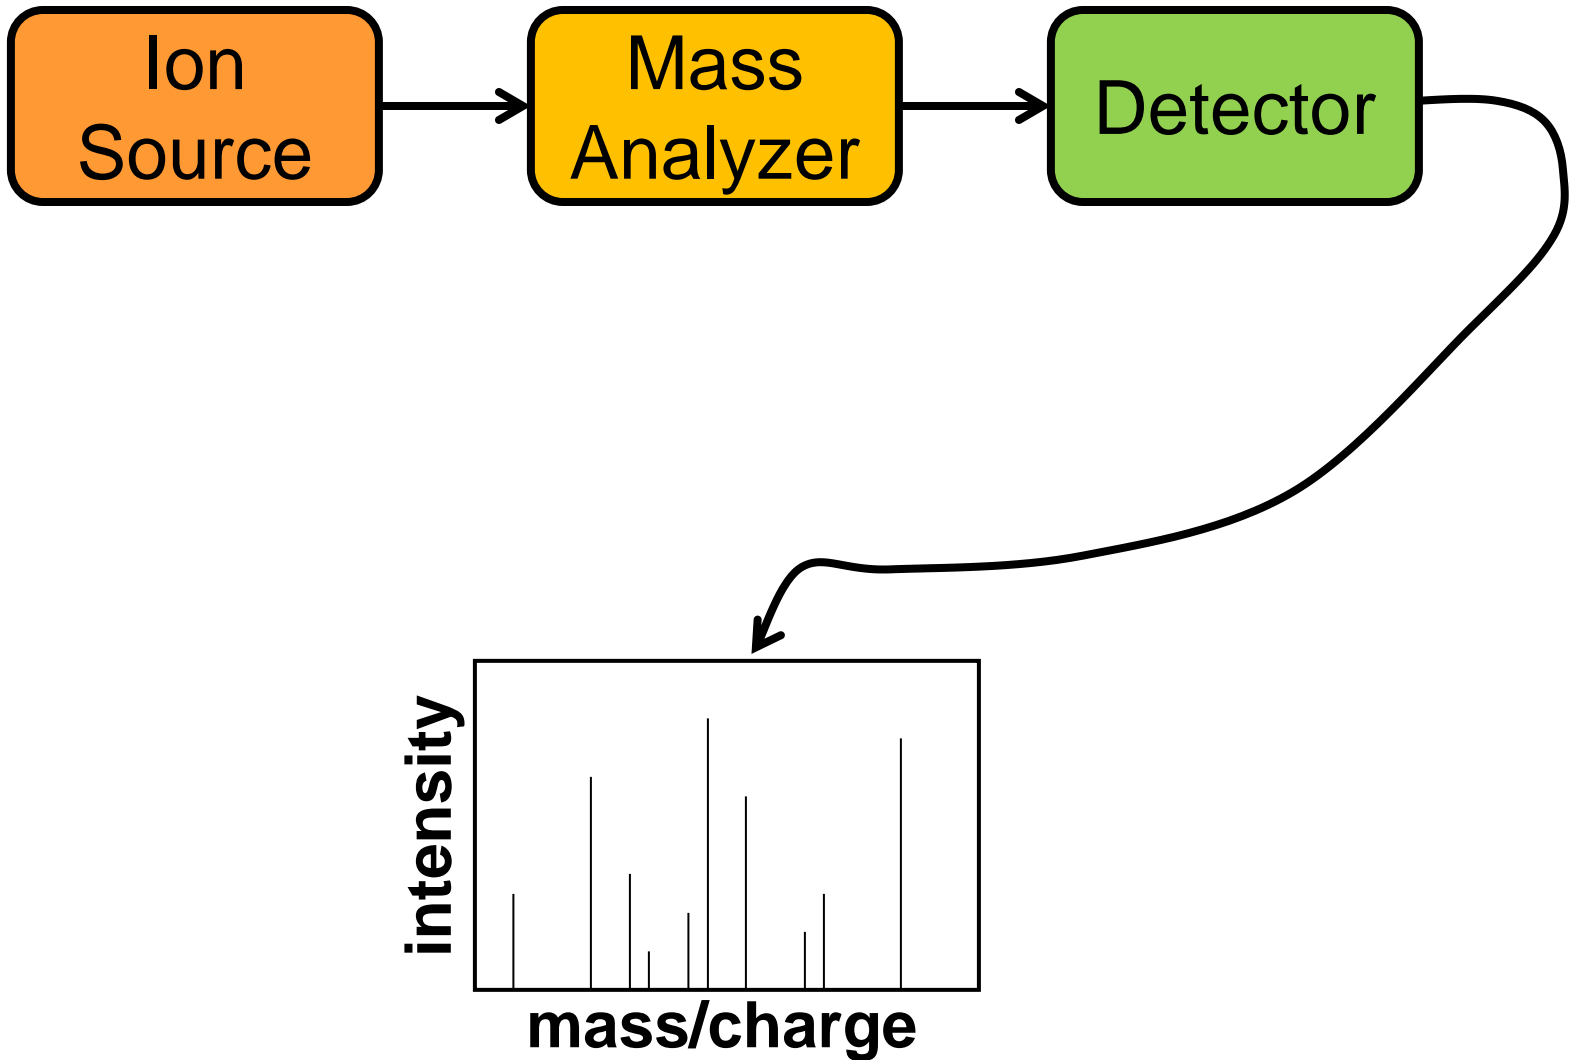 Ion
Source
Mass
Analyzer
Detector
intensity
mass/charge